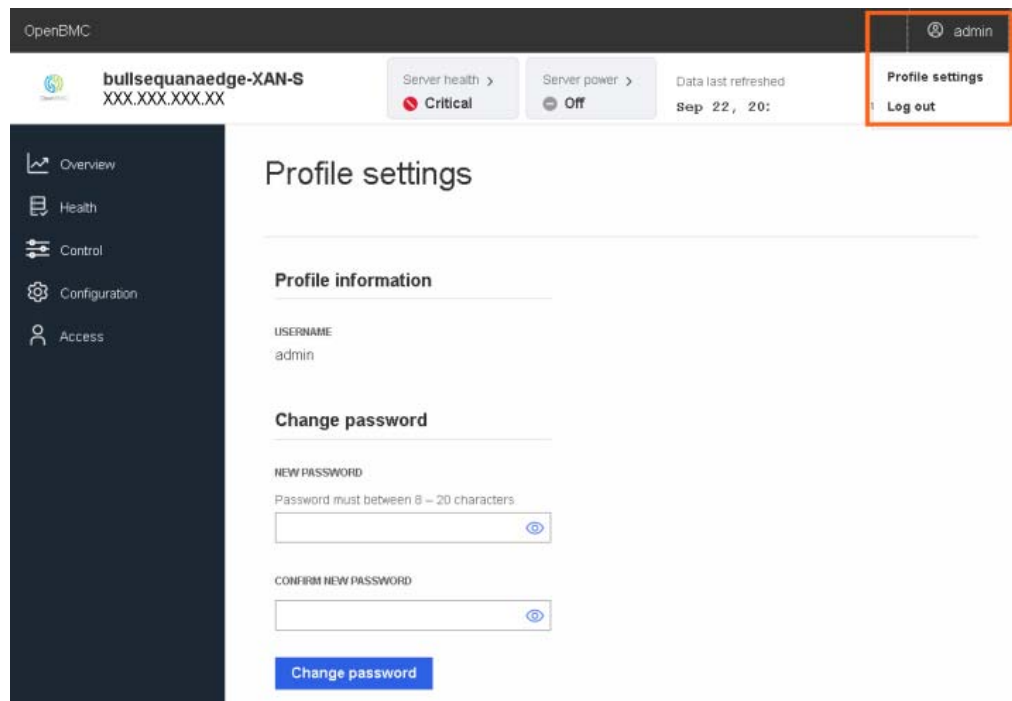 OpenBMC
admin
bullsequanaedge-XAN-S
XXX.XXX.XXX.XX
Server health >
Critical
Server power >
Off
Data last refreshed
Sep 22, 20:
Profile settings
Log out
Overview
Health
Control
Configuration
Access
Profile settings
Profile information
USERNAME
admin
Change password
NEW PASSWORD
Password must between 8 – 20 characters
CONFIRM NEW PASSWORD
Change password